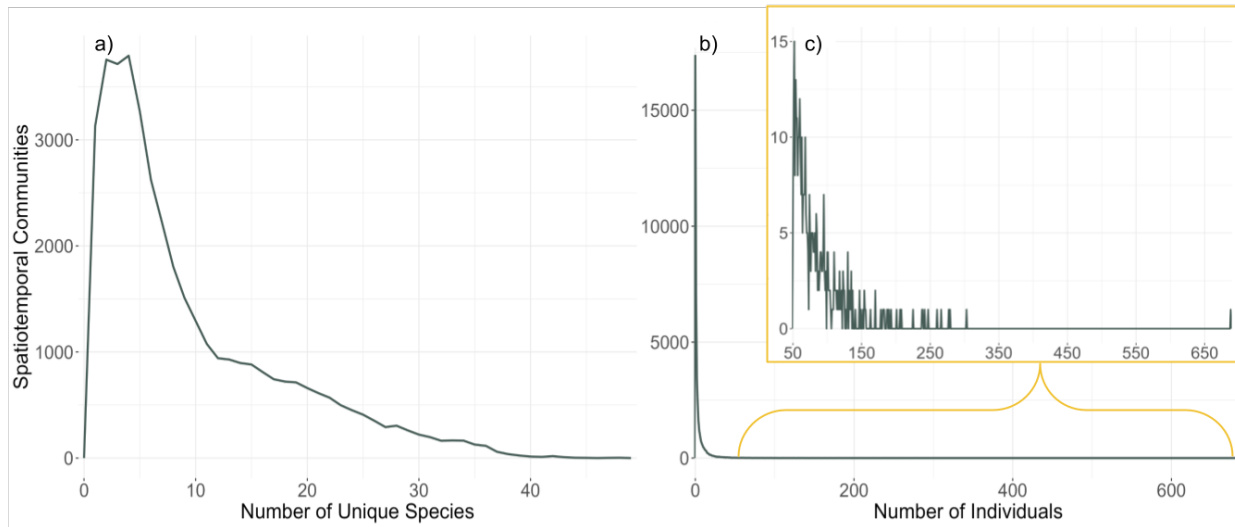 a)
Spatiotemporal Communities
3000
2000
1000
0
0 10 20 30 40
Number of Unique Species
b)
15000
10000
5000
0
0 200 400 600
Number of Individuals
c)
15
10
5
0
50 150 250 350 450 550 650